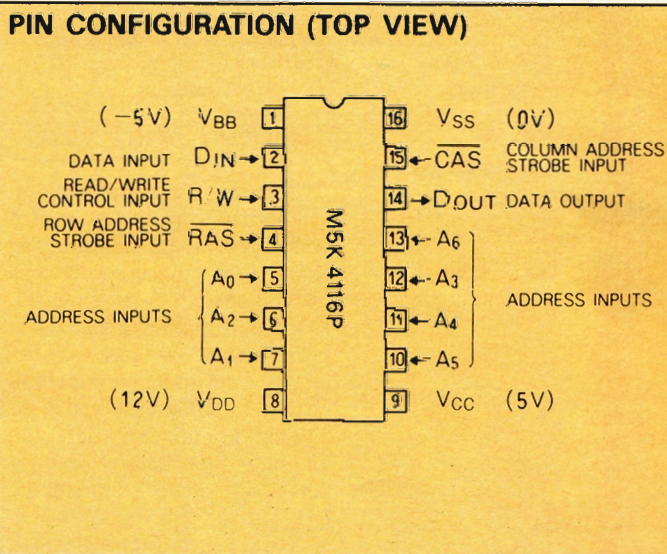 PIN CONFIGURATION (TOP VIEW)
(−5V) VBB 1 16 VSS (0V)
DATA INPUT DIN 2 15 CAS COLUMN ADDRESS
STROBE INPUT
READ/WRITE
CONTROL INPUT R/W 3 14 DOUT DATA OUTPUT
ROW ADDRESS
STROBE INPUT RAS 4 13 A6
A0 5 12 A3
ADDRESS INPUTS A2 6 11 A4 ADDRESS INPUTS
A1 7 10 A5
(12V) VDD 8 9 VCC (5V)
M5K 4116P